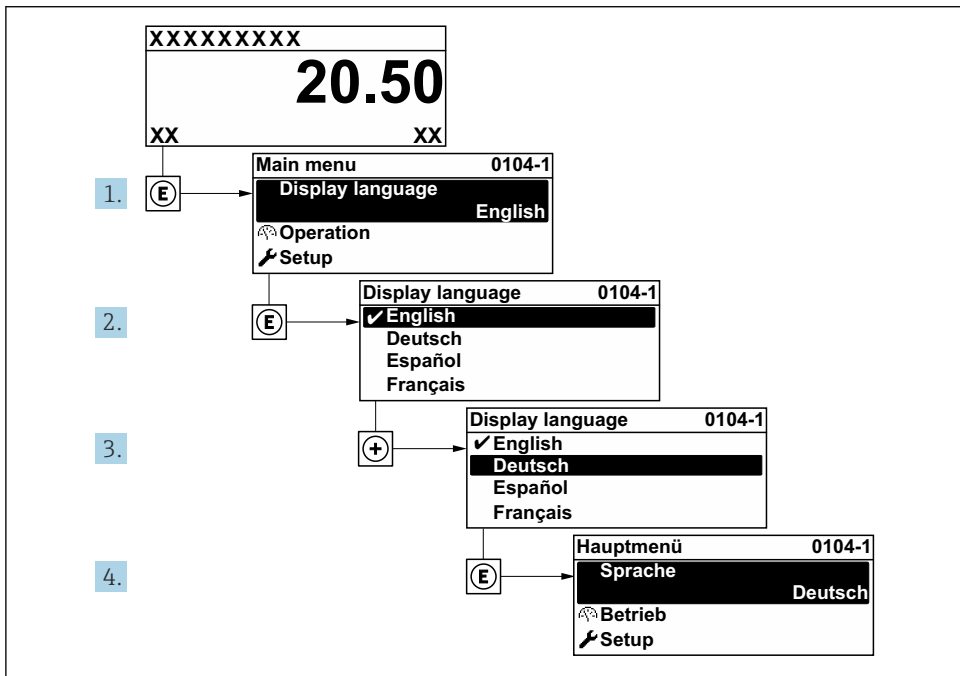 XXXXXXXXX
20.50
XX XX
1. E
Main menu 0104-1
Display language
English
Operation
Setup
2. E
Display language 0104-1
✔English
Deutsch
Español
Français
3. +
Display language 0104-1
✔English
Deutsch
Español
Français
4. E
Hauptmenü 0104-1
Sprache
Deutsch
Betrieb
Setup